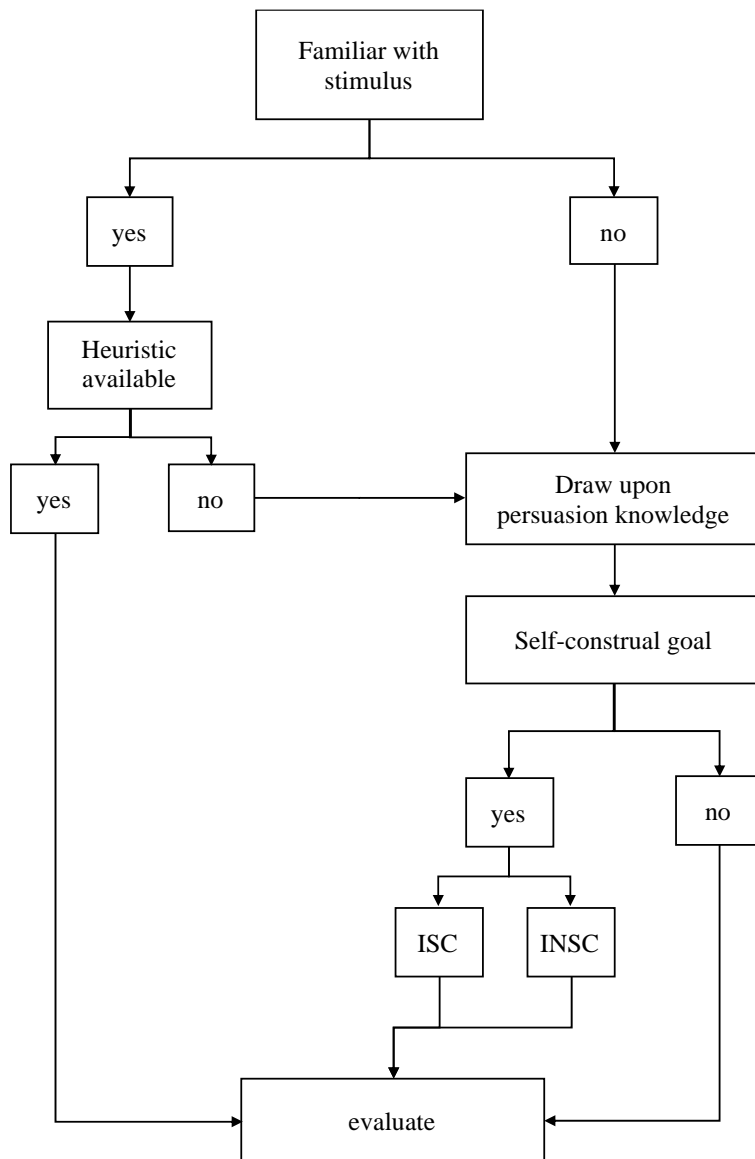 Familiar with
stimulus
yes
no
Heuristic
available
yes
no
Draw upon
persuasion knowledge
Self-construal goal
yes
no
ISC
INSC
evaluate